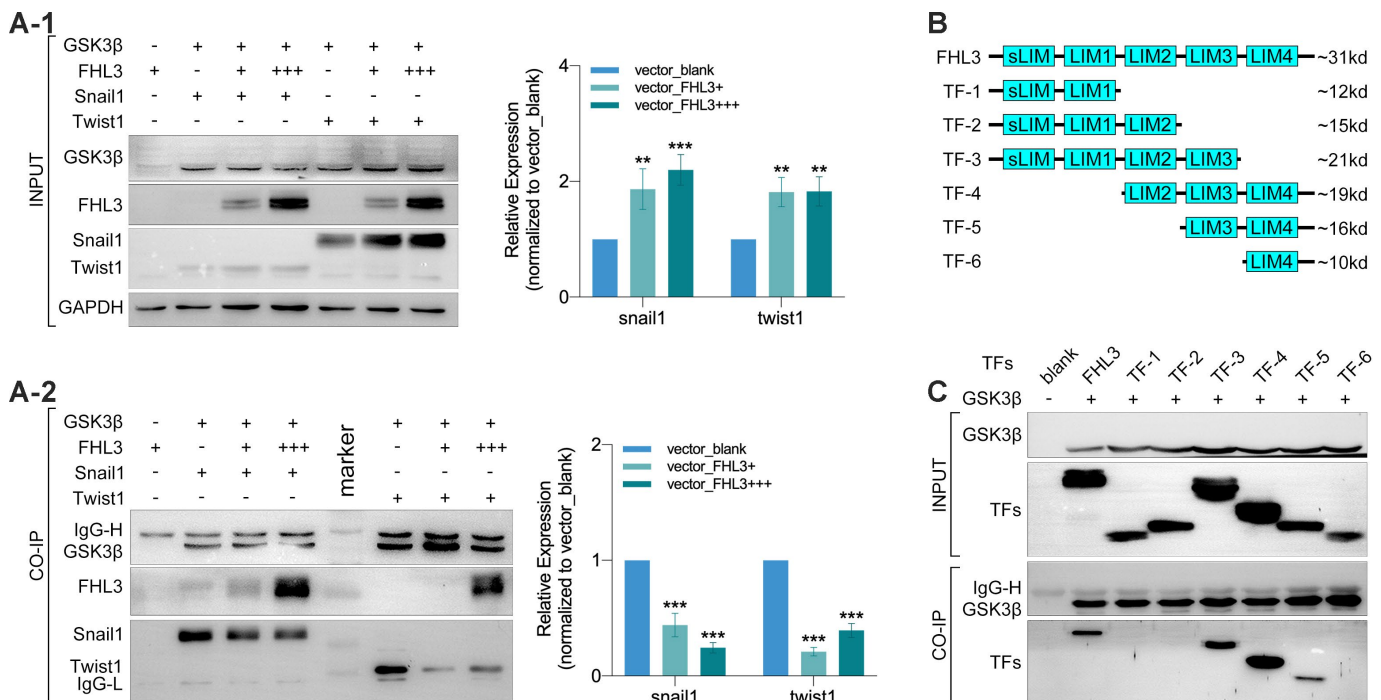 A-1
GSK3β - + + + + + +
FHL3 + - + +++ - + +++
Snail1 - + + + - - -
Twist1 - - - - + + +
INPUT
GSK3β
FHL3
Snail1
Twist1
GAPDH
Relative Expression
(normalized to vector_blank)
4
2
0
vector_blank
vector_FHL3+
vector_FHL3+++
** *** ** **
snail1 twist1
B
FHL3 sLIM LIM1 LIM2 LIM3 LIM4 ~31kd
TF-1 sLIM LIM1 ~12kd
TF-2 sLIM LIM1 LIM2 ~15kd
TF-3 sLIM LIM1 LIM2 LIM3 ~21kd
TF-4 LIM2 LIM3 LIM4 ~19kd
TF-5 LIM3 LIM4 ~16kd
TF-6 LIM4 ~10kd
A-2
GSK3β - + + + + + +
FHL3 + - + +++ - + +++
Snail1 - + + + - - -
Twist1 - - - - + + +
marker
CO-IP
IgG-H
GSK3β
FHL3
Snail1
Twist1
IgG-L
Relative Expression
(normalized to vector_blank)
2
1
0
vector_blank
vector_FHL3+
vector_FHL3+++
*** *** *** ***
snail1 twist1
C
TFs blank FHL3 TF-1 TF-2 TF-3 TF-4 TF-5 TF-6
GSK3β - + + + + + + +
INPUT
GSK3β
TFs
CO-IP
IgG-H
GSK3β
TFs